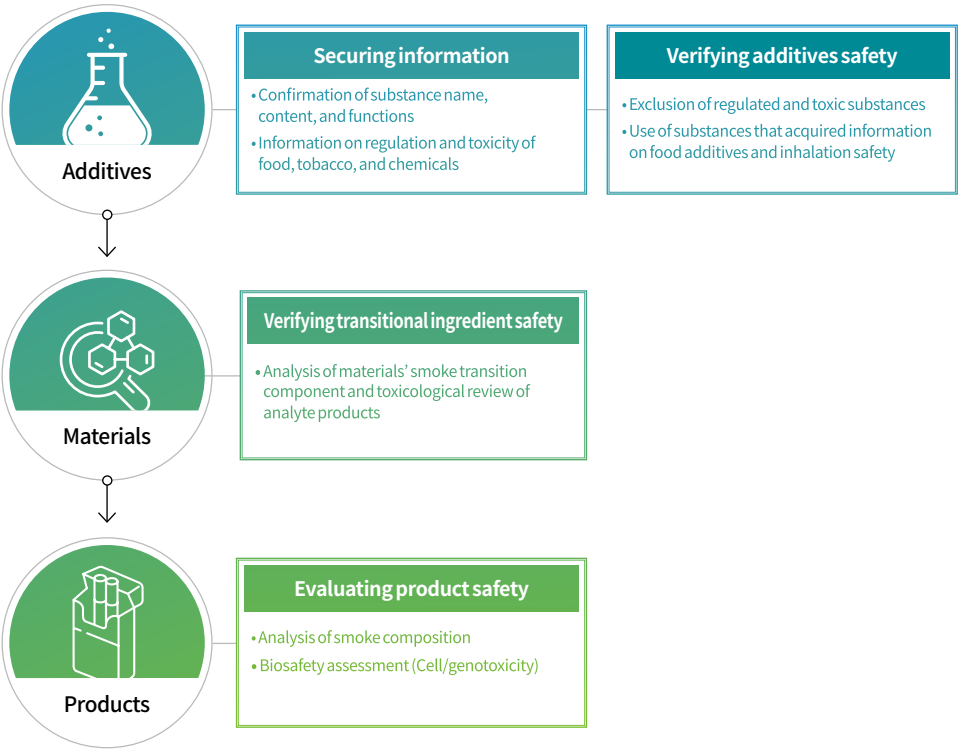 Additives
Securing information
• Confirmation of substance name,
content, and functions
• Information on regulation and toxicity of
food, tobacco, and chemicals
Verifying additives safety
• Exclusion of regulated and toxic substances
• Use of substances that acquired information
on food additives and inhalation safety
Materials
Verifying transitional ingredient safety
• Analysis of materials’ smoke transition
component and toxicological review of
analyte products
Products
Evaluating product safety
• Analysis of smoke composition
• Biosafety assessment (Cell/genotoxicity)